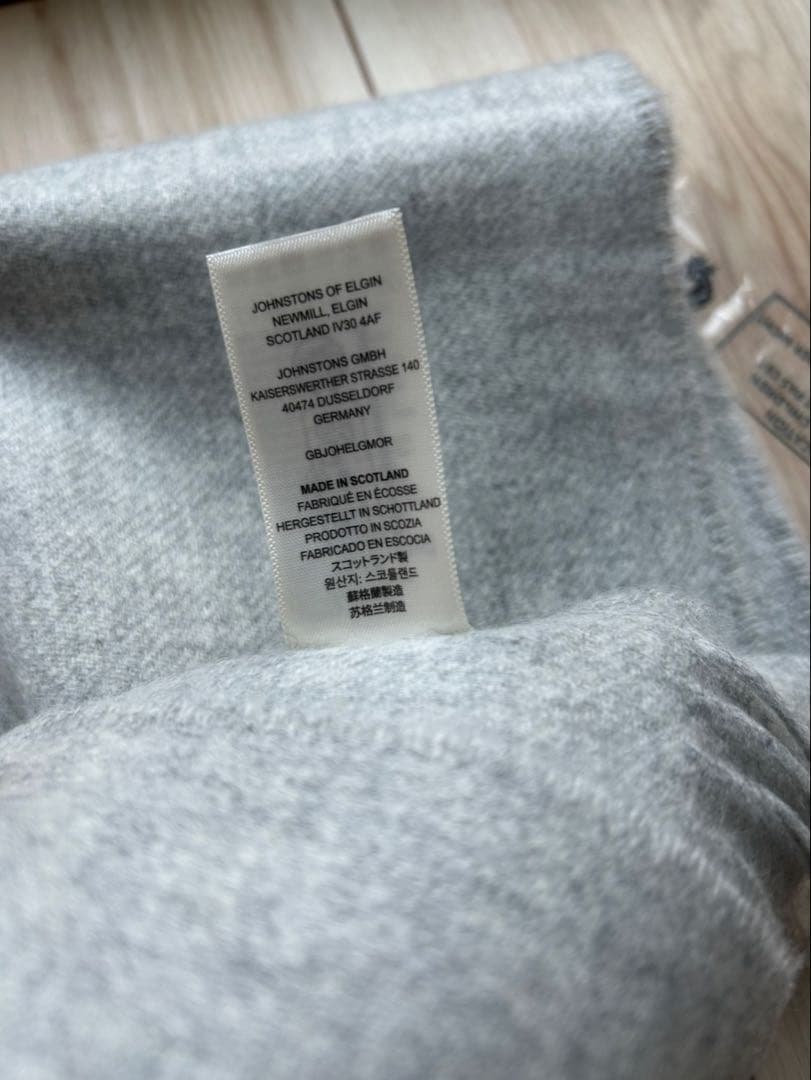 JOHNSTONS OF ELGIN
NEWMILL, ELGIN
SCOTLAND IV30 4AF
JOHNSTONS GMBH
KAISERSWERTHER STRASSE 140
40474 DUSSELDORF
GERMANY
GBJOHELGMOR
MADE IN SCOTLAND
FABRIQUÉ EN ÉCOSSE
HERGESTELLT IN SCHOTTLAND
PRODOTTO IN SCOZIA
FABRICADO EN ESCOCIA
スコットランド製
원산지: 스코틀랜드
蘇格蘭製造
苏格兰制造